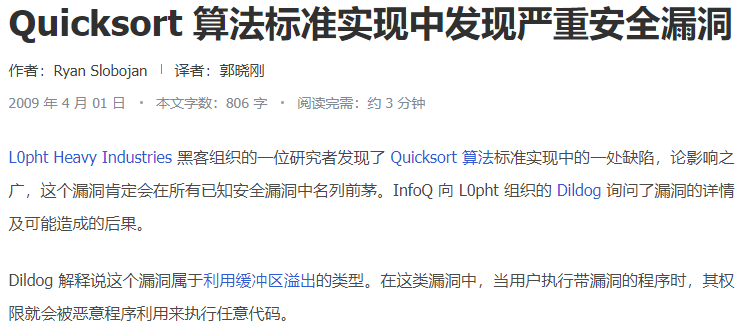 Quicksort 算法标准实现中发现严重安全漏洞
作者：Ryan Slobojan | 译者：郭晓刚
2009 年 4 月 01 日 · 本文字数：806 字 · 阅读完需：约 3 分钟
L0pht Heavy Industries 黑客组织的一位研究者发现了 Quicksort 算法标准实现中的一处缺陷，论影响之
广，这个漏洞肯定会在所有已知安全漏洞中名列前茅。InfoQ 向 L0pht 组织的 Dildog 询问了漏洞的详情
及可能造成的后果。
Dildog 解释说这个漏洞属于利用缓冲区溢出的类型。在这类漏洞中，当用户执行带漏洞的程序时，其权
限就会被恶意程序利用来执行任意代码。